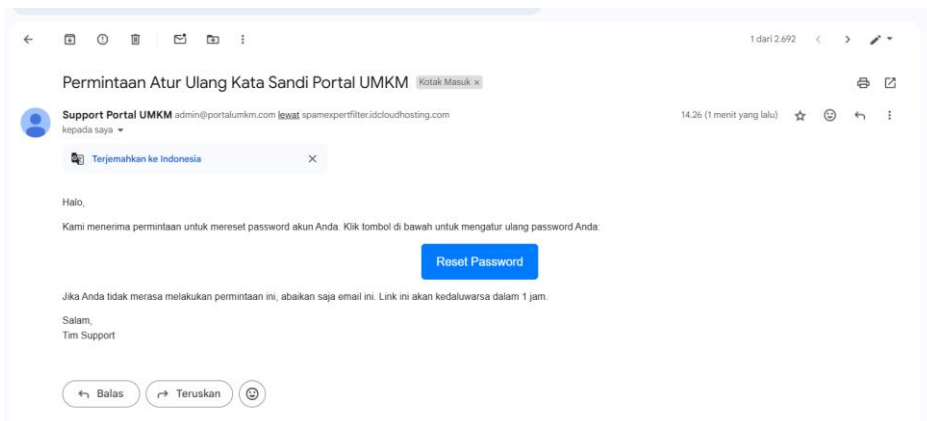 1 dari 2.692
Permintaan Atur Ulang Kata Sandi Portal UMKM Kotak Masuk ×
Support Portal UMKM admin@portalumkm.com lewat spamexpertfilter.idcloudhosting.com 14.26 (1 menit yang lalu)
kepada saya
Terjemahkan ke Indonesia
Halo,
Kami menerima permintaan untuk mereset password akun Anda. Klik tombol di bawah untuk mengatur ulang password Anda:
Reset Password
Jika Anda tidak merasa melakukan permintaan ini, abaikan saja email ini. Link ini akan kedaluwarsa dalam 1 jam.
Salam,
Tim Support
Balas Teruskan